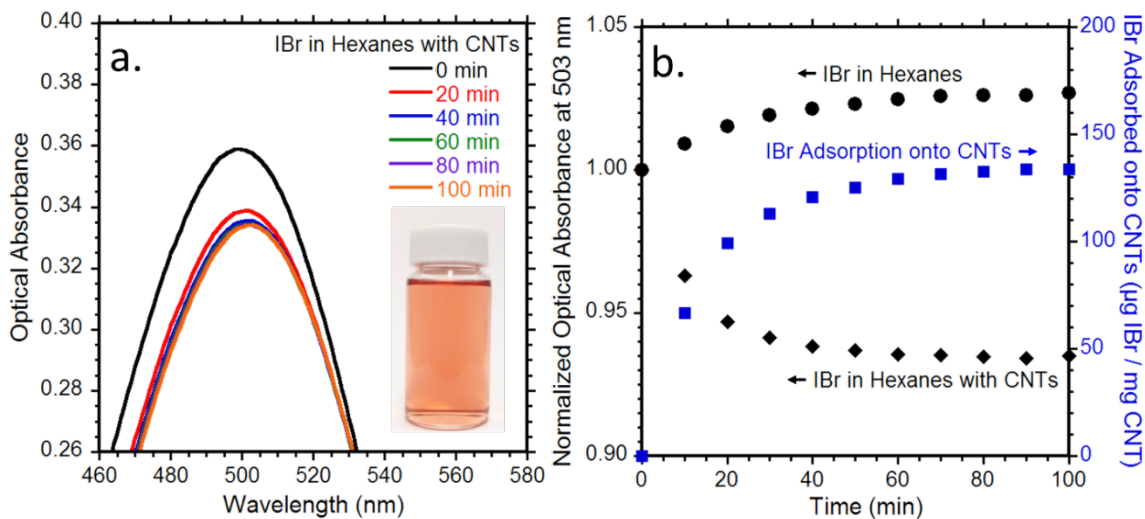 a.
IBr in Hexanes with CNTs
0 min
20 min
40 min
60 min
80 min
100 min
0.40
0.38
0.36
0.34
0.32
0.30
0.28
0.26
Optical Absorbance
460 480 500 520 540 560 580
Wavelength (nm)
b.
← IBr in Hexanes
IBr Adsorption onto CNTs →
← IBr in Hexanes with CNTs
1.05
1.00
0.95
0.90
Normalized Optical Absorbance at 503 nm
200
150
100
50
0
IBr Adsorbed onto CNTs (µg IBr / mg CNT)
0 20 40 60 80 100
Time (min)